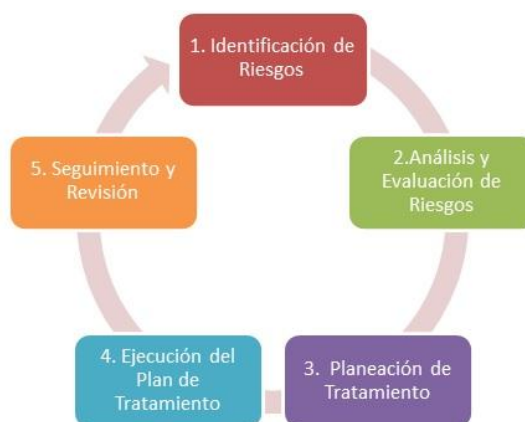 1. Identificación de
Riesgos
2.Análisis y
Evaluación de
Riesgos
3. Planeación de
Tratamiento
4. Ejecución del
Plan de
Tratamiento
5. Seguimiento y
Revisión